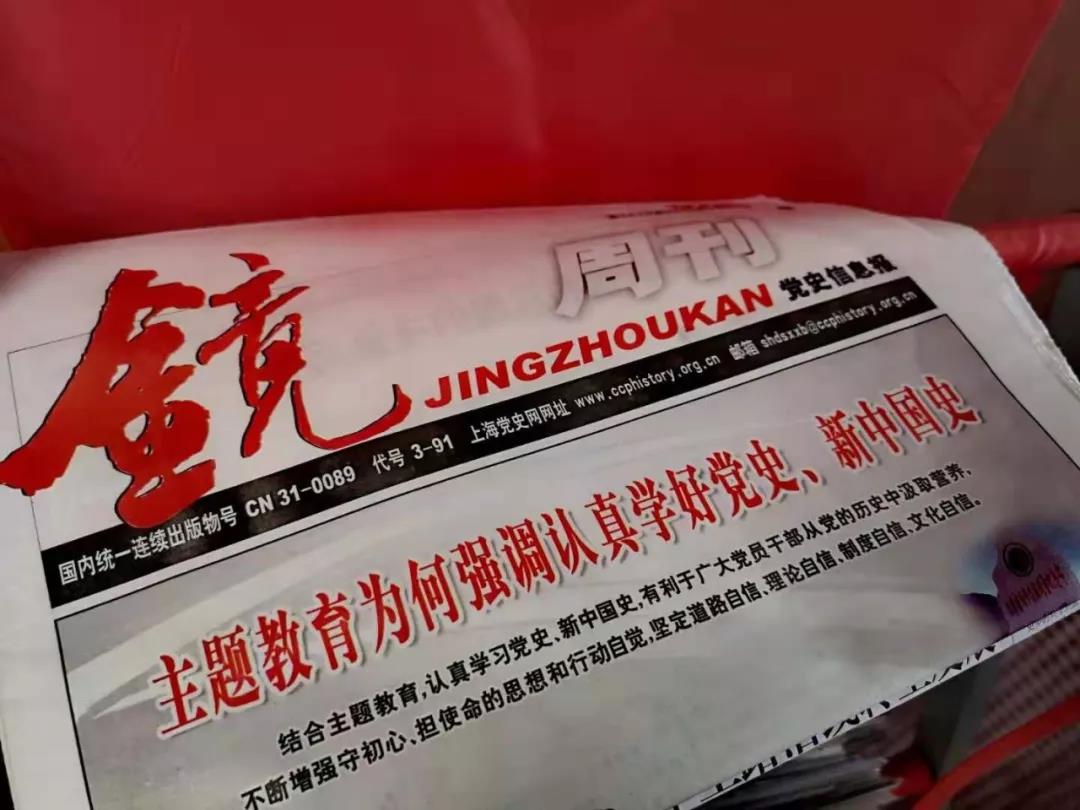 鏡
周刊
JINGZHOUKAN 党史信息报
国内统一连续出版物号 CN 31-0089 代号 3-91 上海党史网网址 www.ccphistory.org.cn 邮箱 shdsxxb@ccphistory.org.cn
主题教育为何强调认真学好党史、新中国史
结合主题教育,认真学习党史、新中国史,有利于广大党员干部从党的历史中汲取营养,
不断增强守初心、担使命的思想和行动自觉,坚定道路自信、理论自信、制度自信、文化自信。